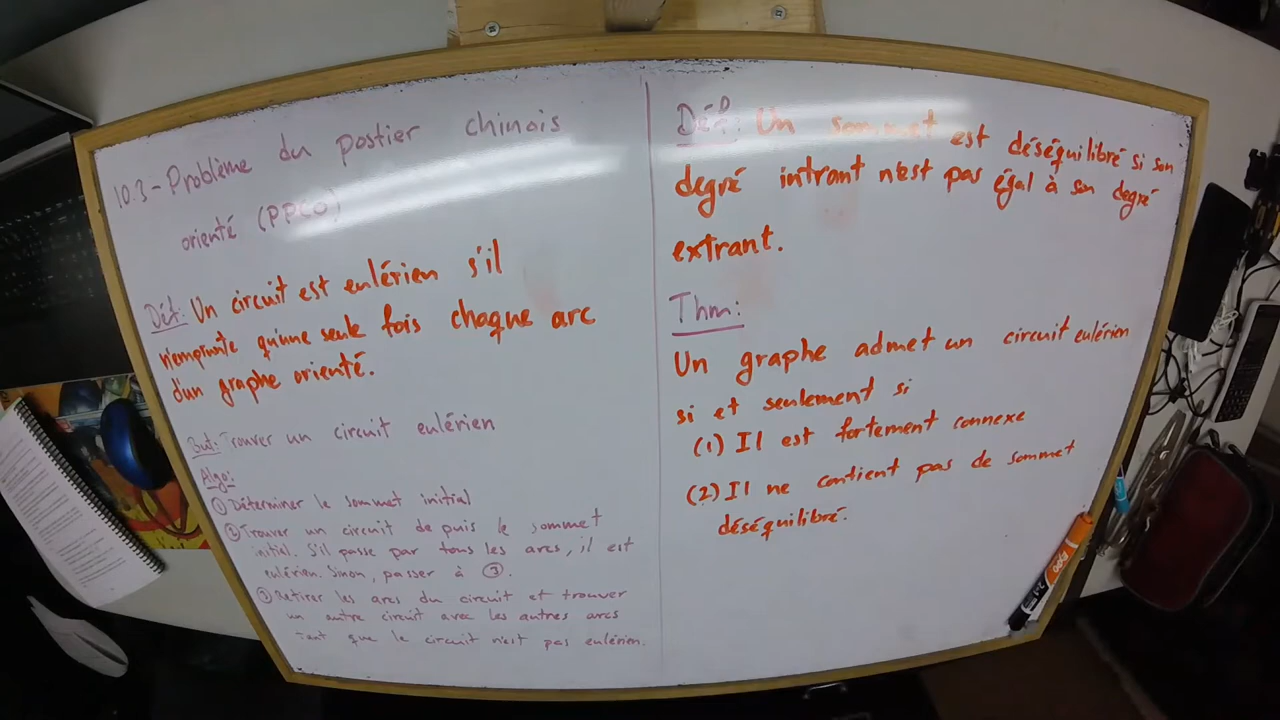 10.3-Problème du postier chinois
orienté (PPCO)
Déf: Un circuit est eulérien s'il
n'emprunte qu'une seule fois chaque arc
d'un graphe orienté.
But: Trouver un circuit eulérien
Algo:
① Déterminer le sommet initial
② Trouver un circuit depuis le sommet
initial. S'il passe par tous les arcs, il est
eulérien. Sinon, passer à ③.
③ Retirer les arcs du circuit et trouver
un autre circuit avec les autres arcs
tant que le circuit n'est pas eulérien.
Déf: Un sommet est déséquilibré si son
degré intrant n'est pas égal à son degré
extrant.
Thm:
Un graphe admet un circuit eulérien
si et seulement si
(1) Il est fortement connexe
(2) Il ne contient pas de sommet
déséquilibré.